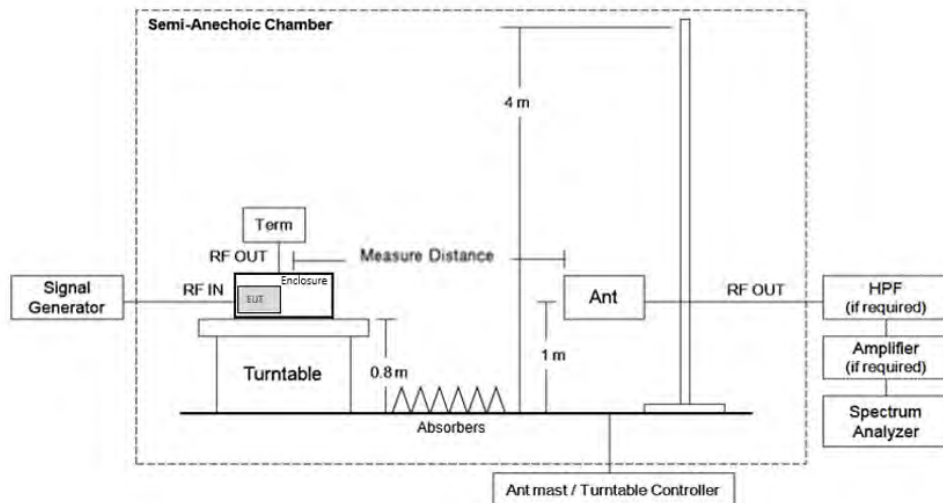 Semi-Anechoic Chamber
4 m
Term
RF OUT
Measure Distance
Enclosure
EUT
Signal
Generator
RF IN
Ant
RF OUT
HPF
(if required)
Turntable
0.8 m
1 m
Amplifier
(if required)
Absorbers
Spectrum
Analyzer
Ant mast / Turntable Controller